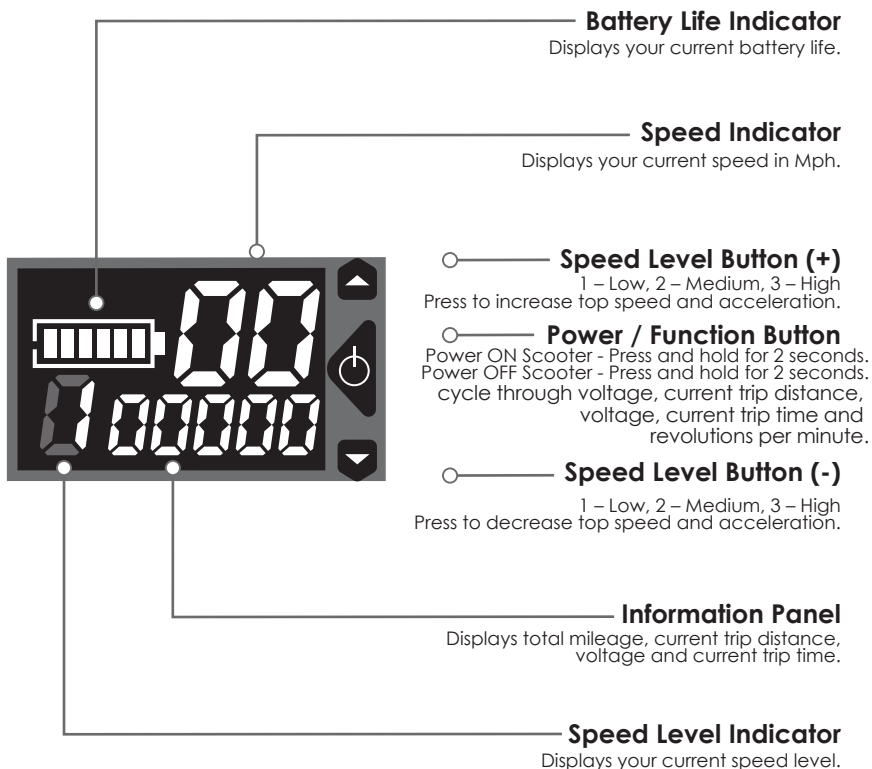 Battery Life Indicator
Displays your current battery life.
Speed Indicator
Displays your current speed in Mph.
Speed Level Button (+)
1 – Low, 2 – Medium, 3 – High
Press to increase top speed and acceleration.
Power / Function Button
Power ON Scooter - Press and hold for 2 seconds.
Power OFF Scooter - Press and hold for 2 seconds.
cycle through voltage, current trip distance,
voltage, current trip time and
revolutions per minute.
Speed Level Button (-)
1 – Low, 2 – Medium, 3 – High
Press to decrease top speed and acceleration.
Information Panel
Displays total mileage, current trip distance,
voltage and current trip time.
Speed Level Indicator
Displays your current speed level.
00
1 00000